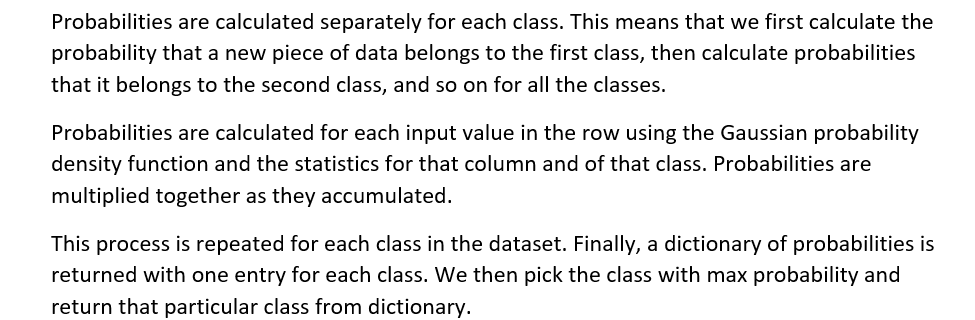 Probabilities are calculated separately for each class. This means that we first calculate the
probability that a new piece of data belongs to the first class, then calculate probabilities
that it belongs to the second class, and so on for all the classes.
Probabilities are calculated for each input value in the row using the Gaussian probability
density function and the statistics for that column and of that class. Probabilities are
multiplied together as they accumulated.
This process is repeated for each class in the dataset. Finally, a dictionary of probabilities is
returned with one entry for each class. We then pick the class with max probability and
return that particular class from dictionary.